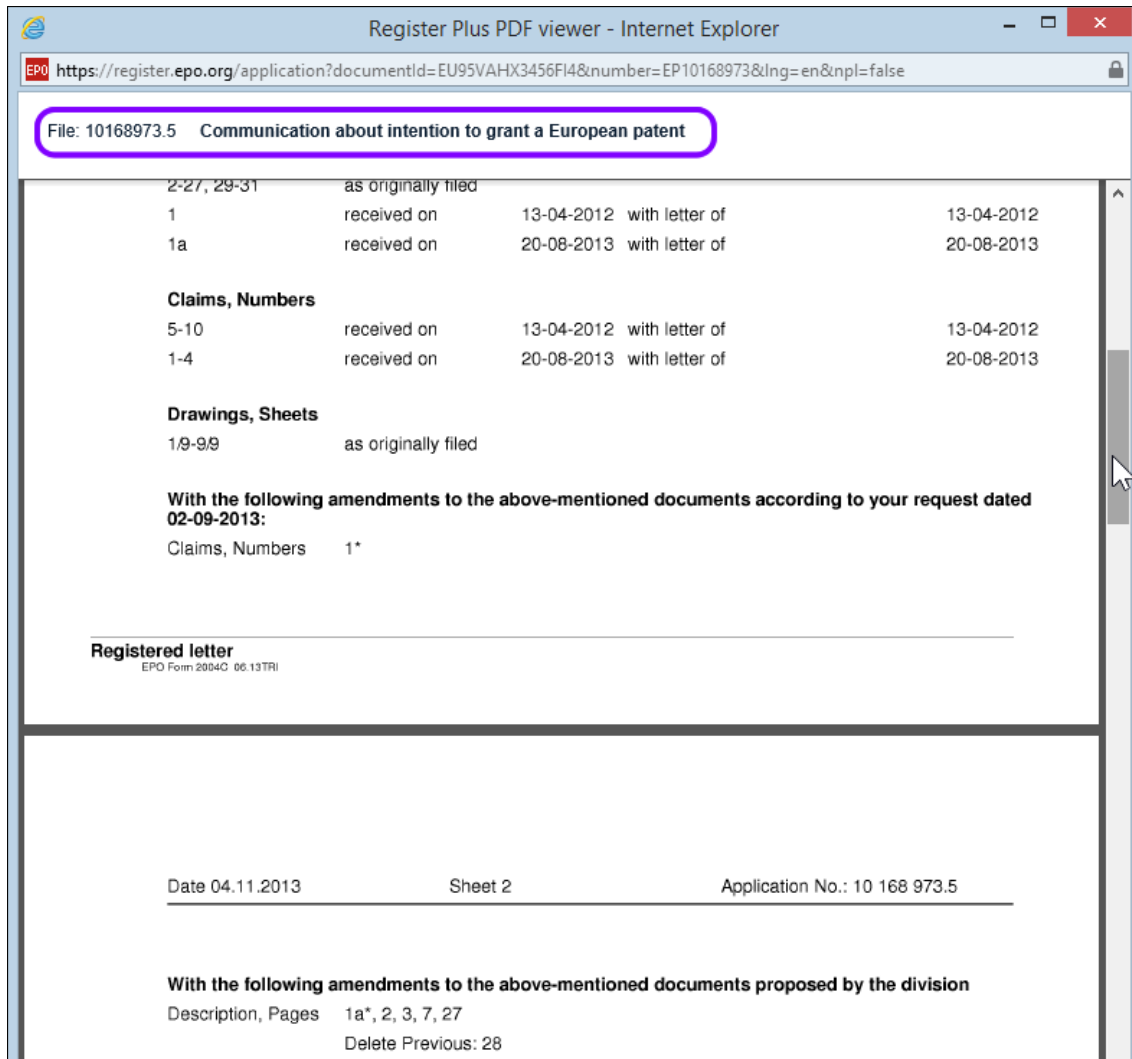 Register Plus PDF viewer - Internet Explorer
EPO https://register.epo.org/application?documentId=EU95VAHX3456FI4&number=EP10168973&lng=en&npl=false
File: 10168973.5 Communication about intention to grant a European patent
2-27, 29-31 as originally filed
1 received on 13-04-2012 with letter of 13-04-2012
1a received on 20-08-2013 with letter of 20-08-2013
Claims, Numbers
5-10 received on 13-04-2012 with letter of 13-04-2012
1-4 received on 20-08-2013 with letter of 20-08-2013
Drawings, Sheets
1/9-9/9 as originally filed
With the following amendments to the above-mentioned documents according to your request dated
02-09-2013:
Claims, Numbers 1*
Registered letter
EPO Form 2004C 06.13TRI
Date 04.11.2013 Sheet 2 Application No.: 10 168 973.5
With the following amendments to the above-mentioned documents proposed by the division
Description, Pages 1a*, 2, 3, 7, 27
Delete Previous: 28